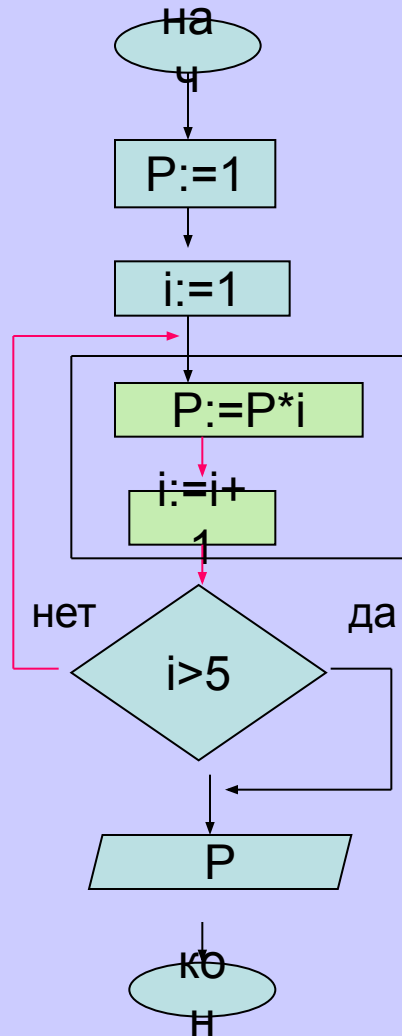 на
ч
P:=1
i:=1
P:=P*i
i:=i+
1
нет
да
i>5
P
ко
н